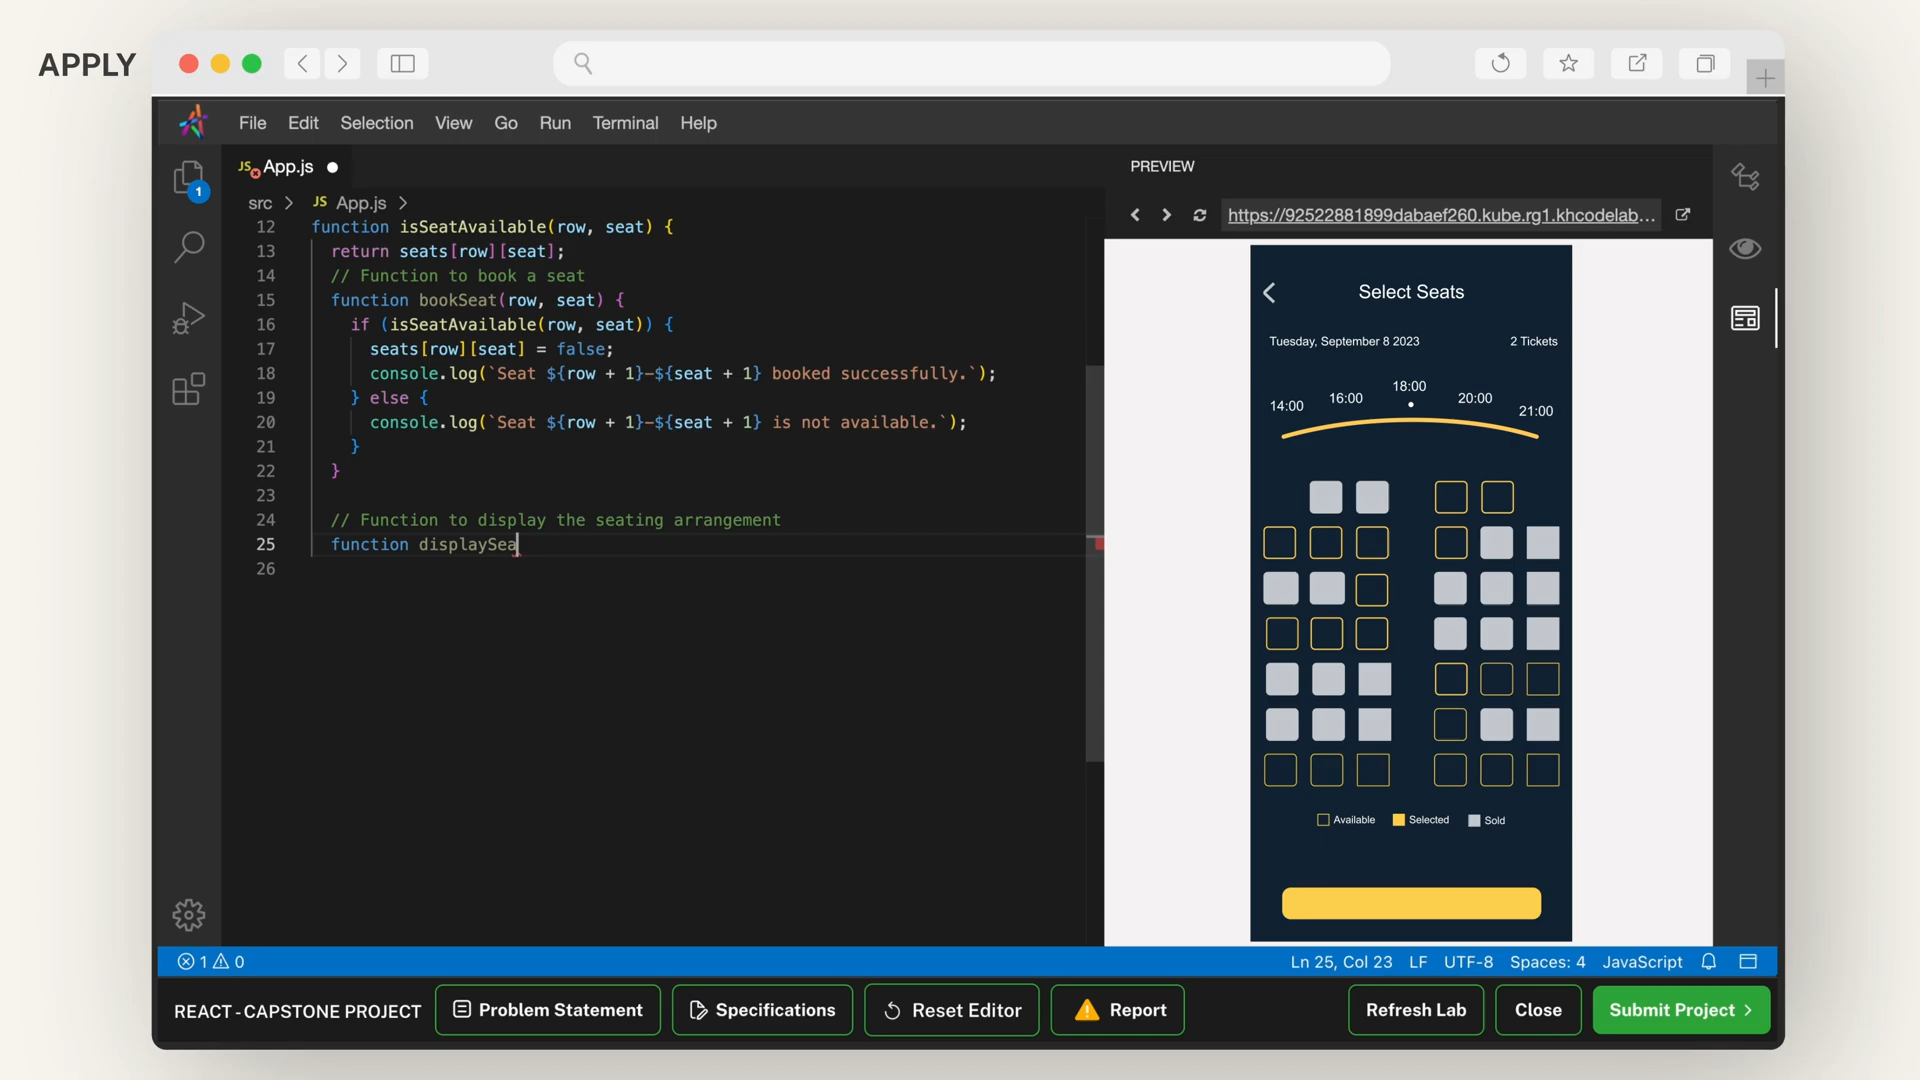 APPLY
File Edit Selection View Go Run Terminal Help
1
JS App.js
src > JS App.js >
12 function isSeatAvailable(row, seat) {
13 return seats[row][seat];
14 // Function to book a seat
15 function bookSeat(row, seat) {
16 if (isSeatAvailable(row, seat)) {
17 seats[row][seat] = false;
18 console.log(`Seat ${row + 1}-${seat + 1} booked successfully.`);
19 } else {
20 console.log(`Seat ${row + 1}-${seat + 1} is not available.`);
21 }
22 }
23
24 // Function to display the seating arrangement
25 function displaySea
26
PREVIEW
https://92522881899dabaef260.kube.rg1.khcodelab...
Select Seats
Tuesday, September 8 2023 2 Tickets
14:00 16:00 18:00 20:00 21:00
Available Selected Sold
1 0 Ln 25, Col 23 LF UTF-8 Spaces: 4 JavaScript
REACT - CAPSTONE PROJECT Problem Statement Specifications Reset Editor Report Refresh Lab Close Submit Project >